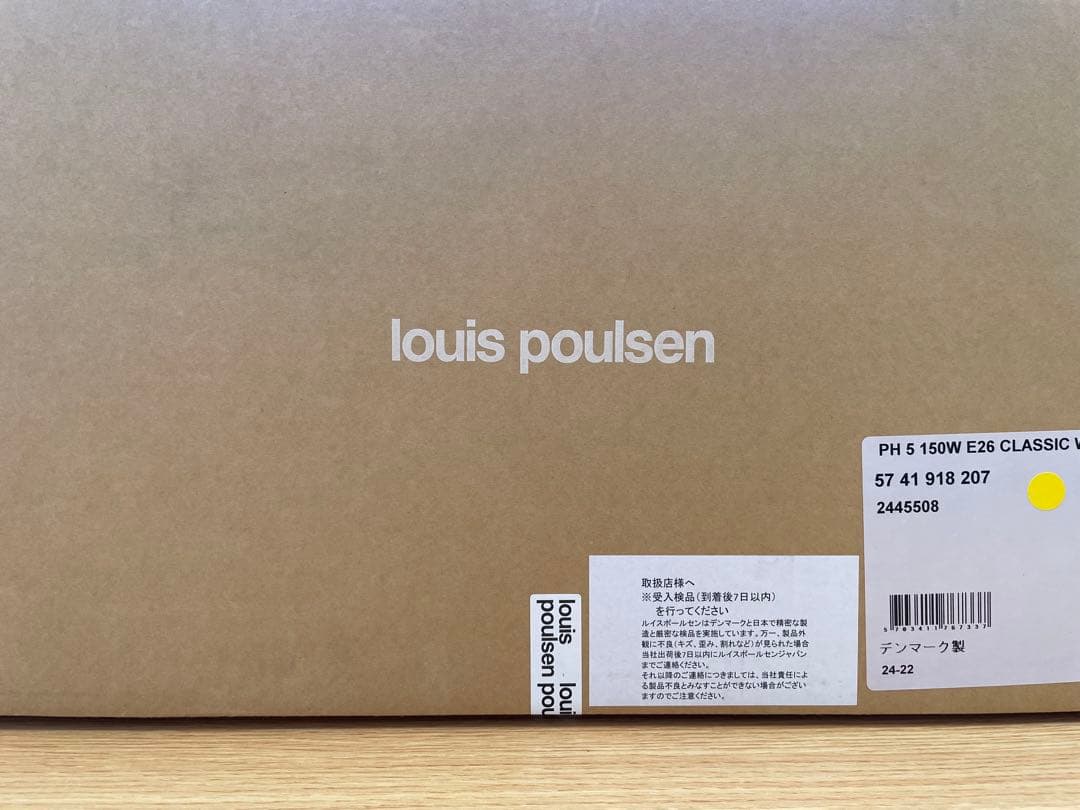 louis poulsen
PH 5 150W E26 CLASSIC
57 41 918 207
2445508
5703411767337
デンマーク製
24-22
取扱店様へ
※受入検品（到着後7日以内）
を行ってください
ルイスポールセンはデンマークと日本で精密な製
造と厳密な検品を実施しています。万一、製品外
観に不良（キズ、歪み、割れなど）が見られた場合
当社出荷後7日以内にルイスポールセンジャパン
までご連絡ください。
それ以降のご連絡につきましては、当社責任によ
る製品不良とみなすことができない場合がござい
ますのでご注意ください。
louis
poulsen